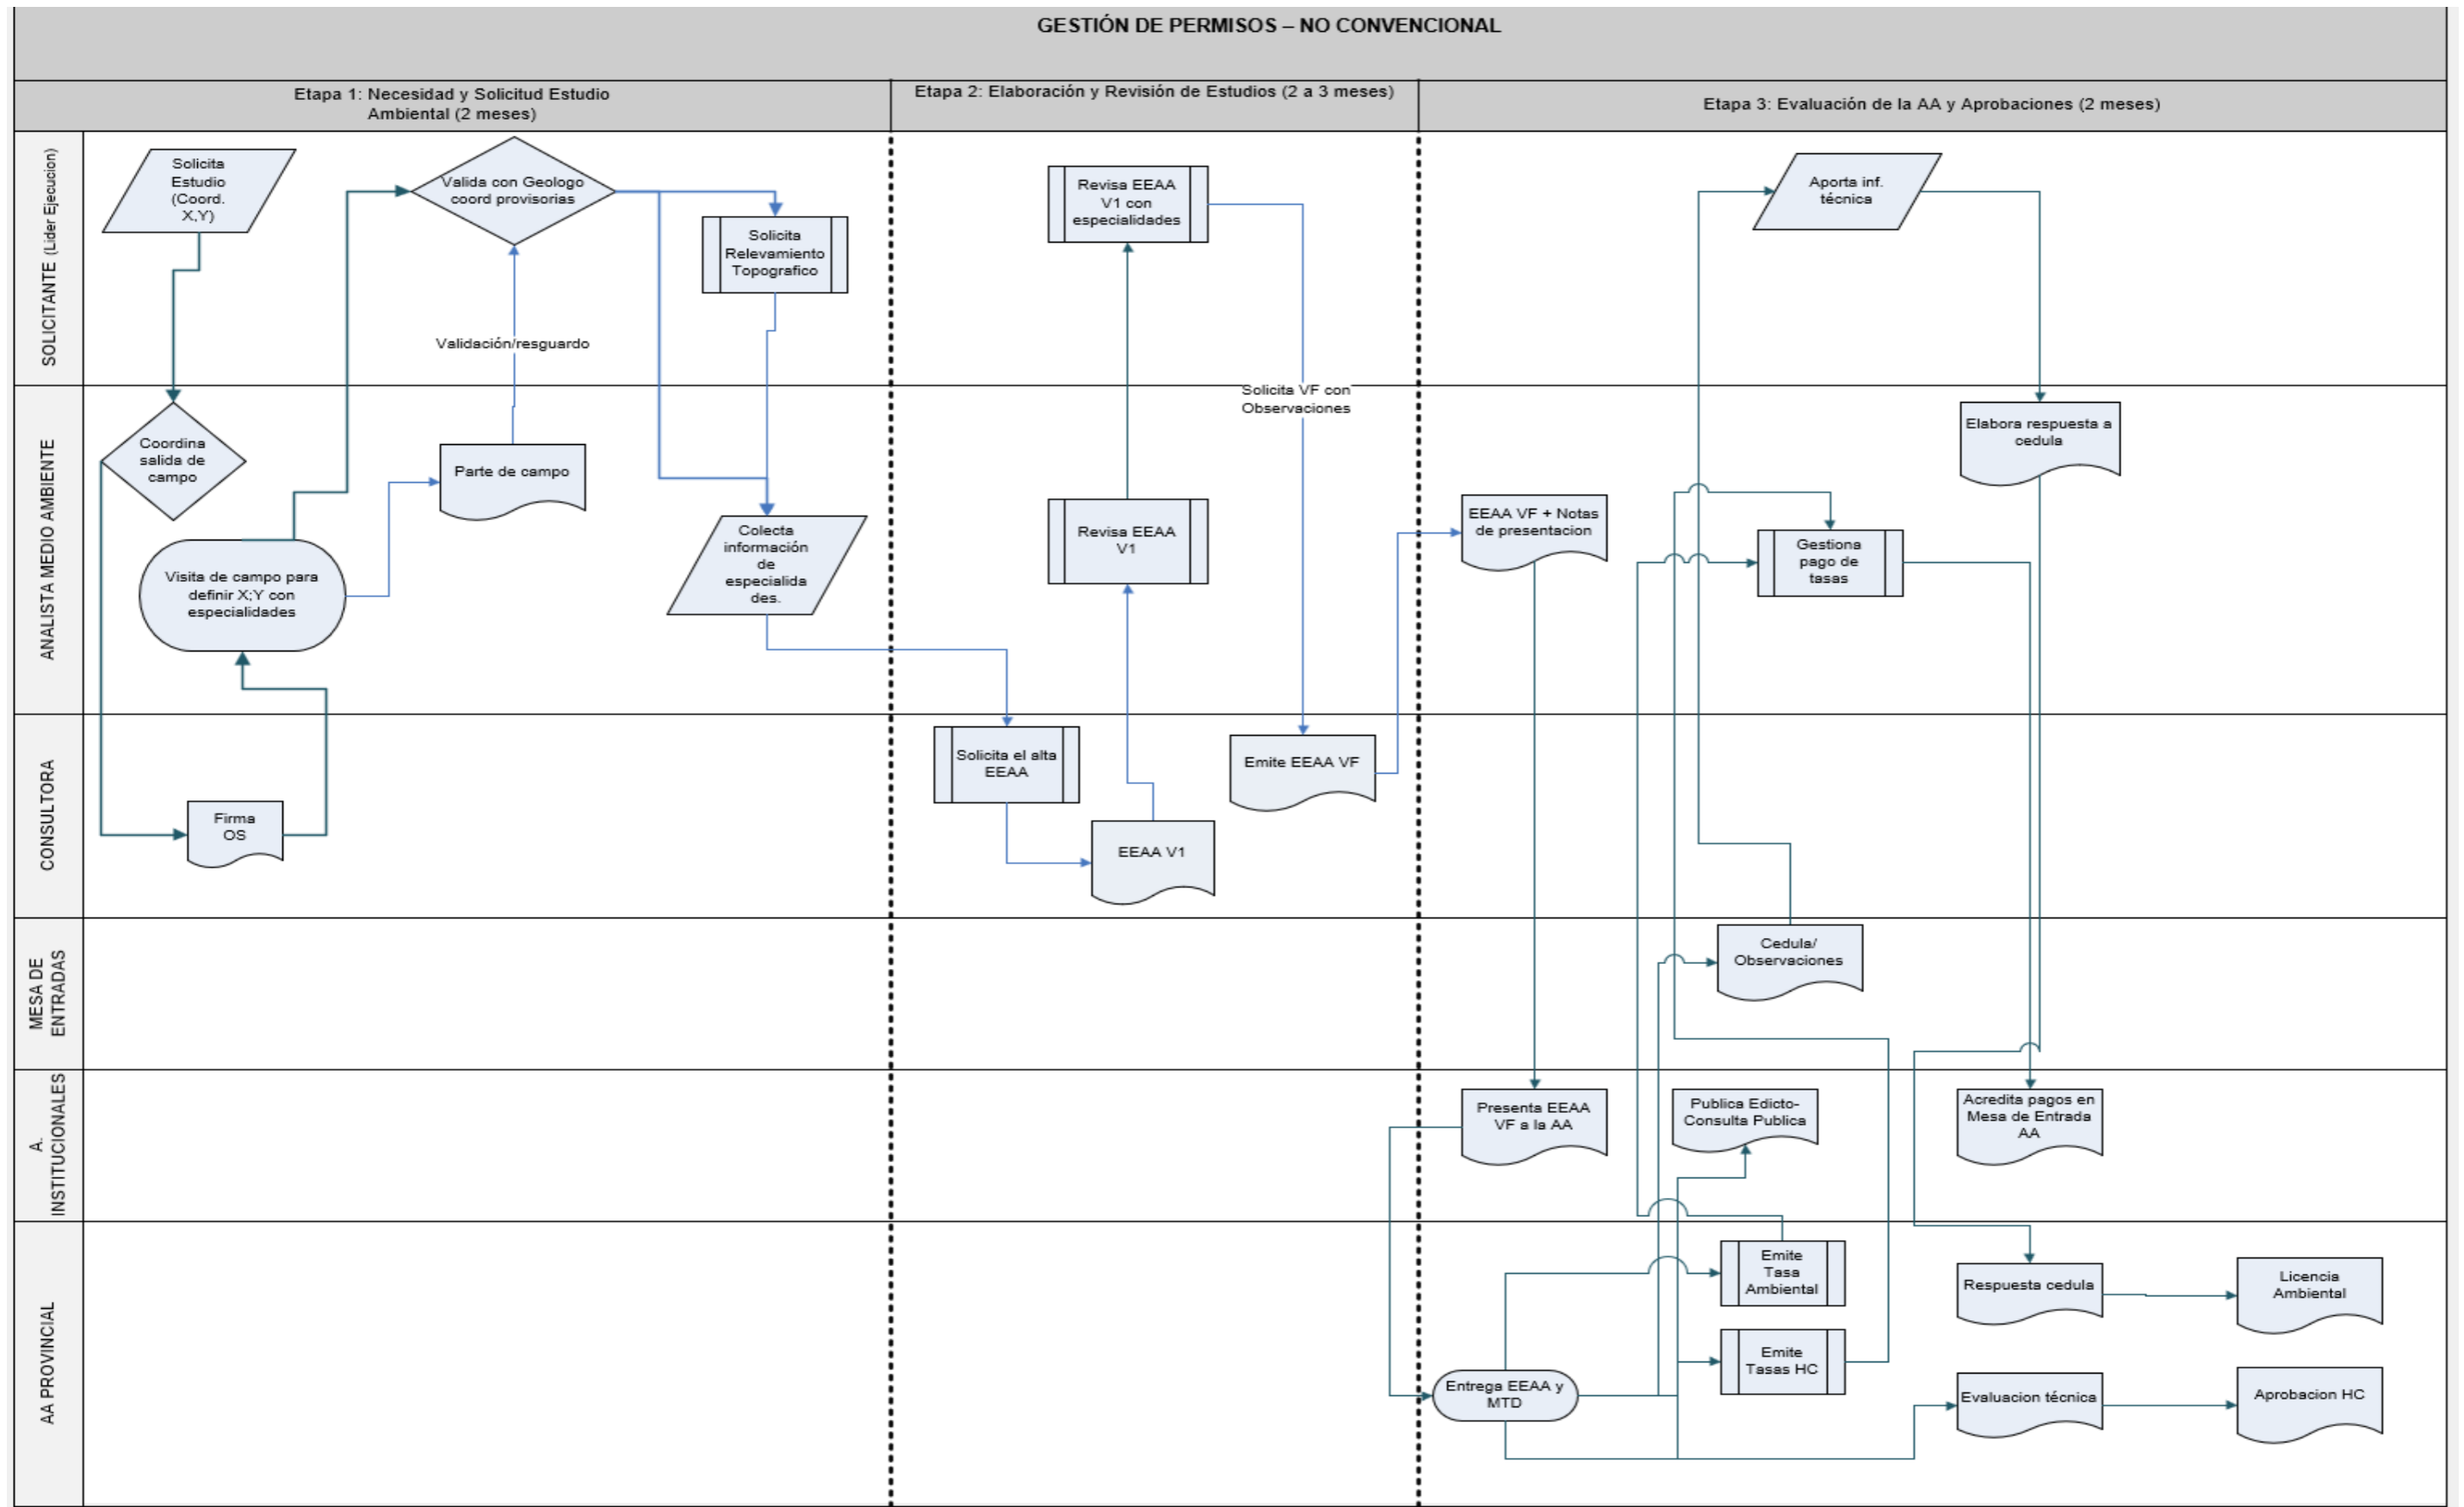 GESTIÓN DE PERMISOS – NO CONVENCIONAL
Etapa 1: Necesidad y Solicitud Estudio
Ambiental (2 meses)
Etapa 2: Elaboración y Revisión de Estudios (2 a 3 meses)
Etapa 3: Evaluación de la AA y Aprobaciones (2 meses)
SOLICITANTE (Lider Ejecucion)
Solicita
Estudio
(Coord.
X,Y)
Valida con Geologo
coord provisorias
Solicita
Relevamiento
Topografico
Validación/resguardo
Revisa EEAA
V1 con
especialidades
Solicita VF con
Observaciones
Aporta inf.
técnica
ANALISTA MEDIO AMBIENTE
Coordina
salida de
campo
Parte de campo
Visita de campo para
definir X;Y con
especialidades
Colecta
información
de
especialida
des.
Revisa EEAA
V1
EEAA VF + Notas
de presentacion
Gestiona
pago de
tasas
Elabora respuesta a
cedula
CONSULTORA
Firma
OS
Solicita el alta
EEAA
EEAA V1
Emite EEAA VF
MESA DE
ENTRADAS
Cedula/
Observaciones
A.
INSTITUCIONALES
Presenta EEAA
VF a la AA
Publica Edicto-
Consulta Publica
Acredita pagos en
Mesa de Entrada
AA
AA PROVINCIAL
Entrega EEAA y
MTD
Emite
Tasa
Ambiental
Emite
Tasas HC
Respuesta cedula
Licencia
Ambiental
Evaluacion técnica
Aprobacion HC